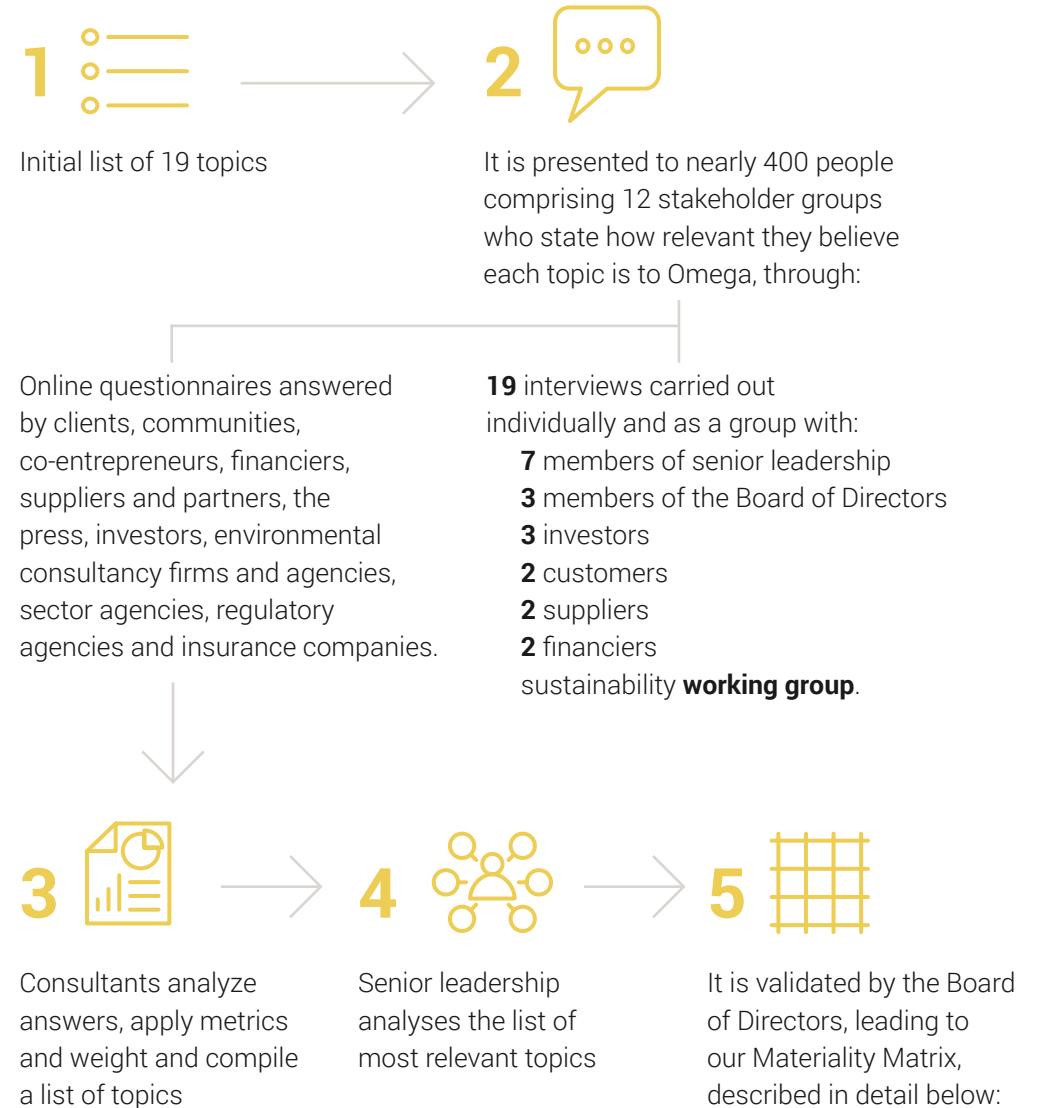 1
Initial list of 19 topics
2
It is presented to nearly 400 people
comprising 12 stakeholder groups
who state how relevant they believe
each topic is to Omega, through:
Online questionnaires answered
by clients, communities,
co-entrepreneurs, financiers,
suppliers and partners, the
press, investors, environmental
consultancy firms and agencies,
sector agencies, regulatory
agencies and insurance companies.
19 interviews carried out
individually and as a group with:
7 members of senior leadership
3 members of the Board of Directors
3 investors
2 customers
2 suppliers
2 financiers
sustainability working group.
3
Consultants analyze
answers, apply metrics
and weight and compile
a list of topics
4
Senior leadership
analyses the list of
most relevant topics
5
It is validated by the Board
of Directors, leading to
our Materiality Matrix,
described in detail below: